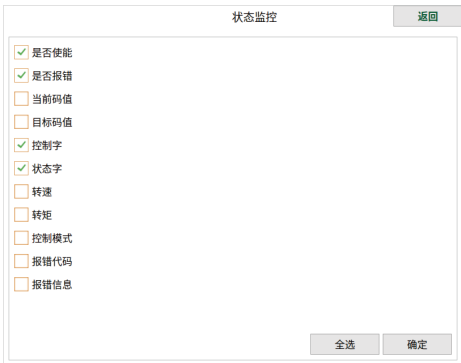 状态监控 返回
是否使能
是否报错
当前码值
目标码值
控制字
状态字
转速
转矩
控制模式
报错代码
报错信息
全选 确定